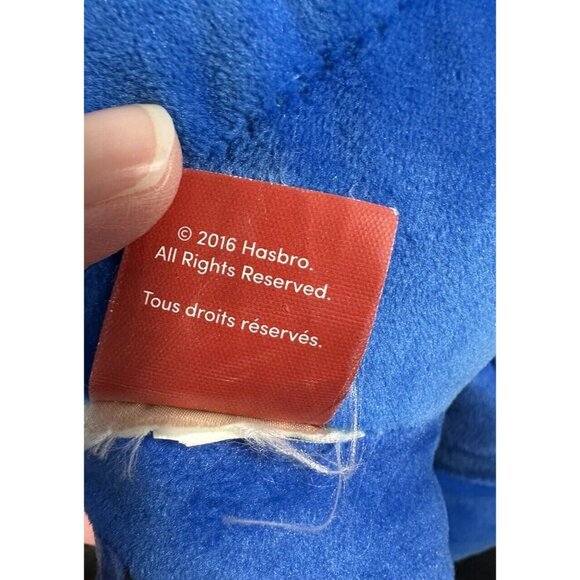 © 2016 Hasbro.
All Rights Reserved.
Tous droits réservés.